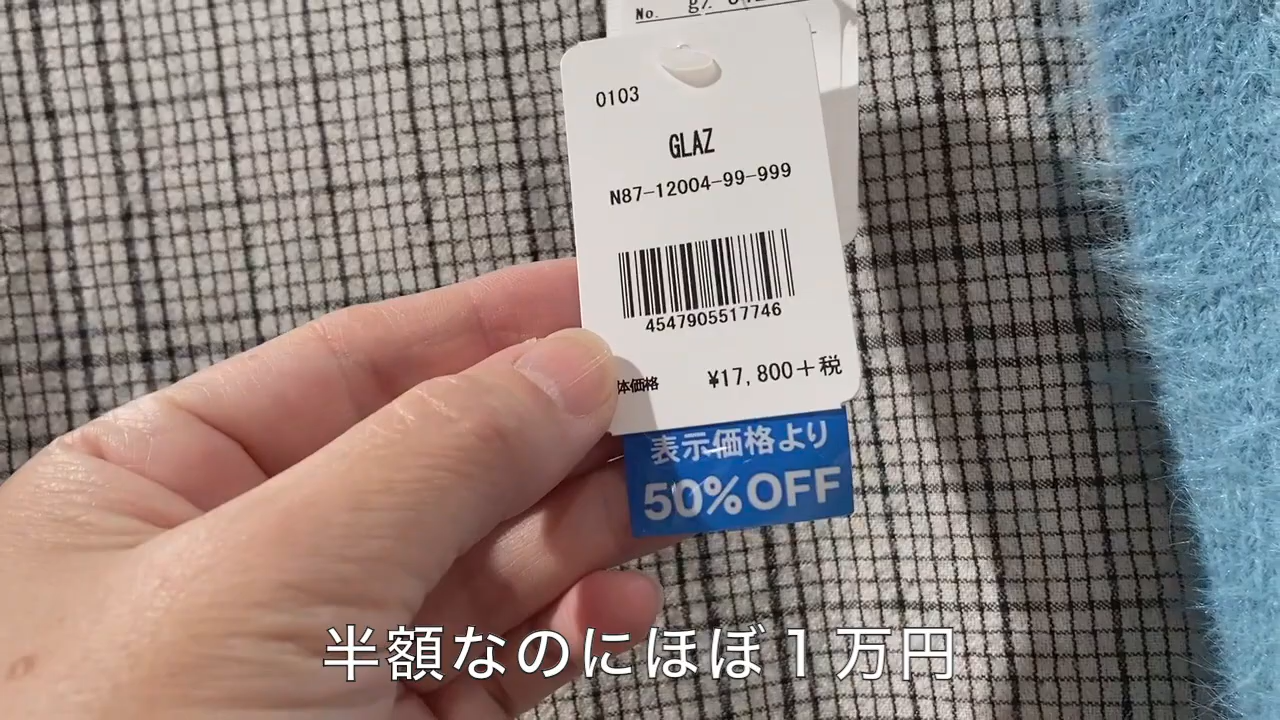 No.
0103
GLAZ
N87-12004-99-999
4547905517746
体価格 ¥17,800+税
表示価格より
50%OFF
半額なのにほぼ1万円